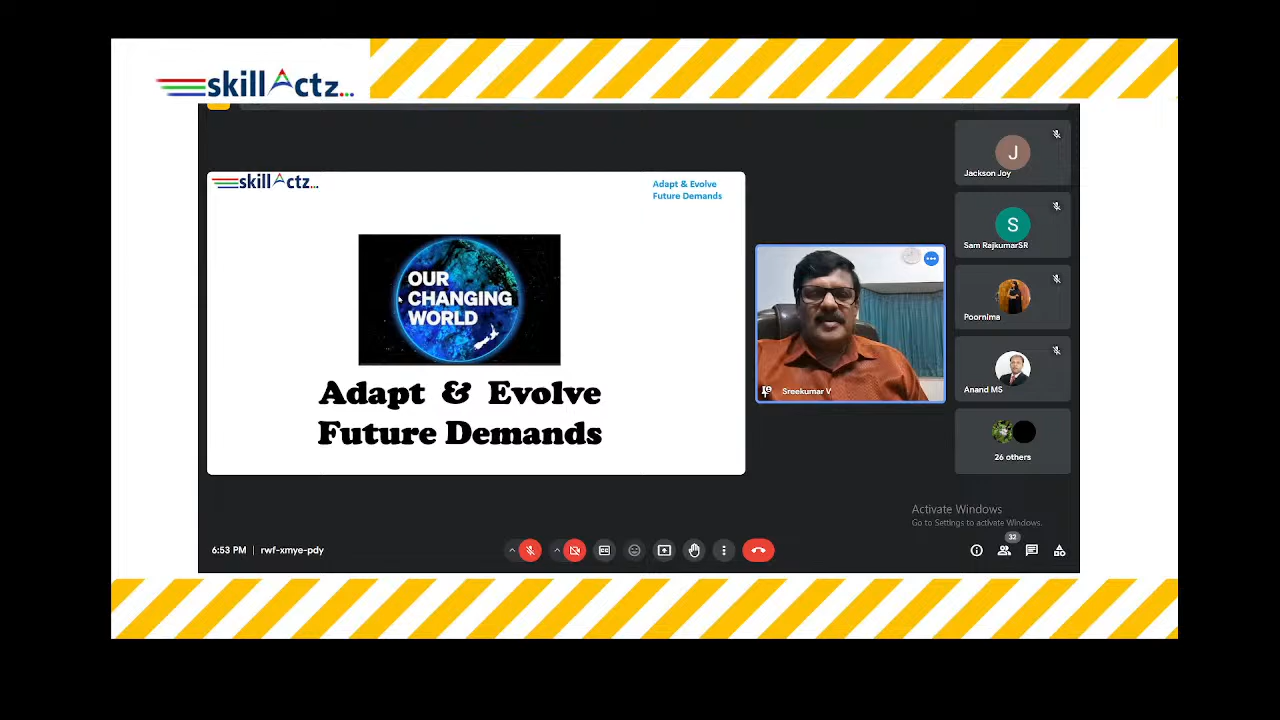 skillActz...
skillActz...
Adapt & Evolve
Future Demands
OUR
CHANGING
WORLD
Adapt & Evolve
Future Demands
Sreekumar V
J
Jackson Joy
S
Sam RajkumarSR
Poornima
Anand MS
26 others
Activate Windows
Go to Settings to activate Windows.
6:53 PM | rwf-xmye-pdy
CC
32